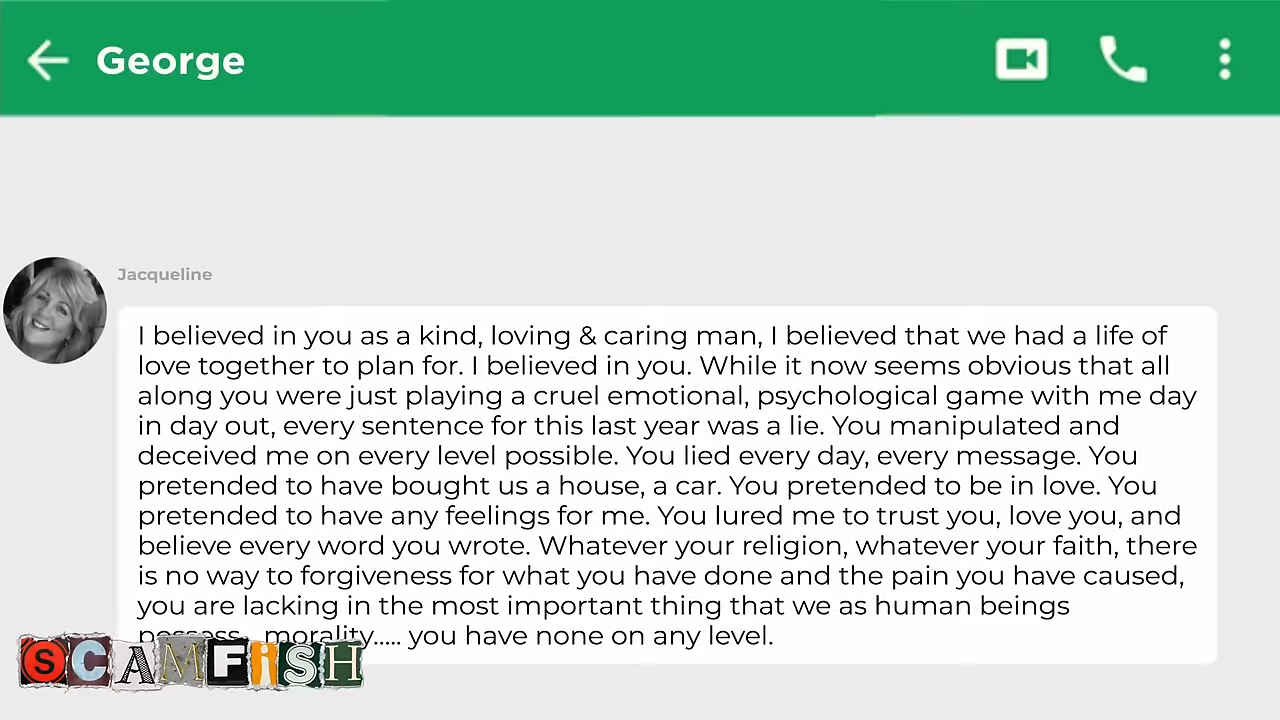 George
Jacqueline
I believed in you as a kind, loving & caring man, I believed that we had a life of
love together to plan for. I believed in you. While it now seems obvious that all
along you were just playing a cruel emotional, psychological game with me day
in day out, every sentence for this last year was a lie. You manipulated and
deceived me on every level possible. You lied every day, every message. You
pretended to have bought us a house, a car. You pretended to be in love. You
pretended to have any feelings for me. You lured me to trust you, love you, and
believe every word you wrote. Whatever your religion, whatever your faith, there
is no way to forgiveness for what you have done and the pain you have caused,
you are lacking in the most important thing that we as human beings
possess... morality..... you have none on any level.
SCAMFiSH